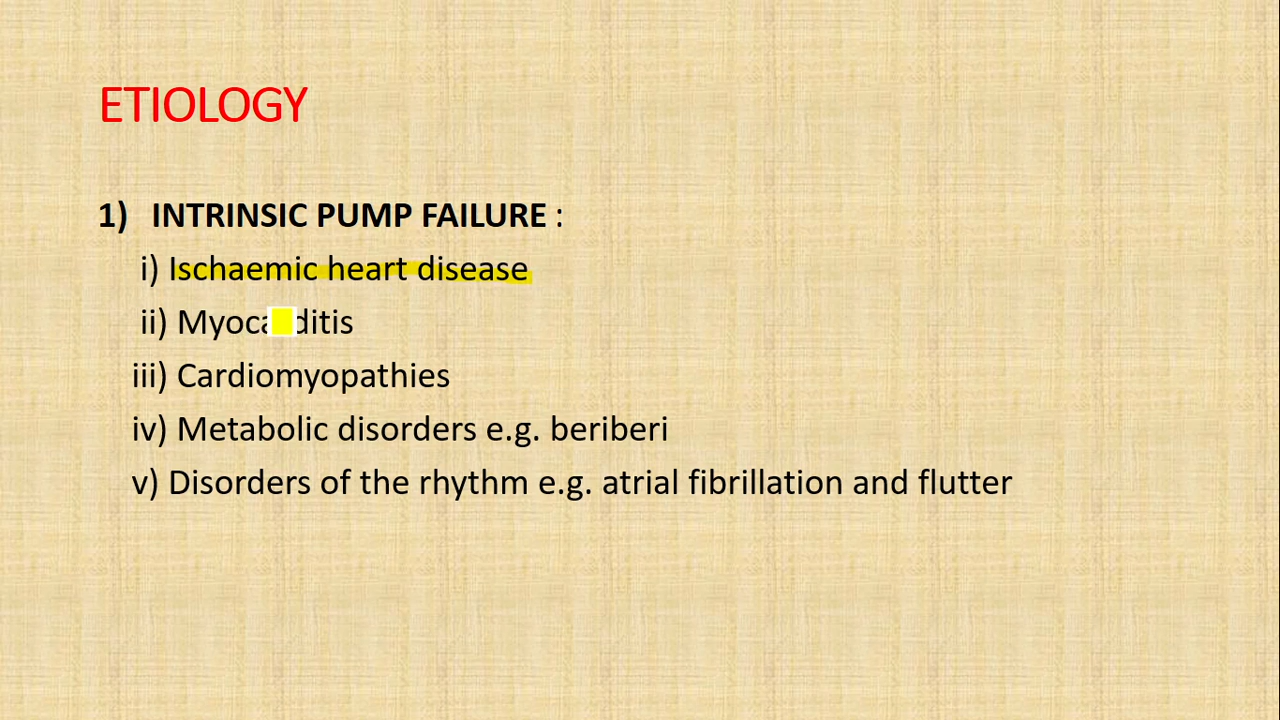 ETIOLOGY
1) INTRINSIC PUMP FAILURE :
i) Ischaemic heart disease
ii) Myocarditis
iii) Cardiomyopathies
iv) Metabolic disorders e.g. beriberi
v) Disorders of the rhythm e.g. atrial fibrillation and flutter